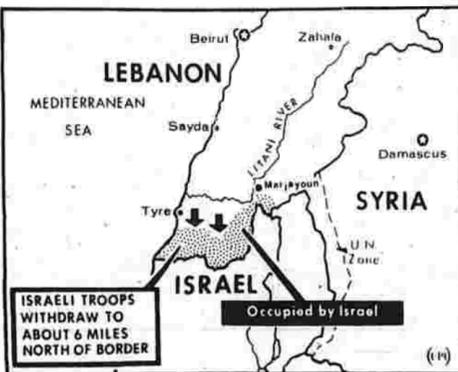 Beirut
Zahala
LEBANON
MEDITERRANEAN
SEA
LITANI RIVER
Sayda
Damascus
Marjayoun
SYRIA
Tyre
U.N.
ZONE
ISRAEL
Occupied by Israel
ISRAELI TROOPS
WITHDRAW TO
ABOUT 6 MILES
NORTH OF BORDER